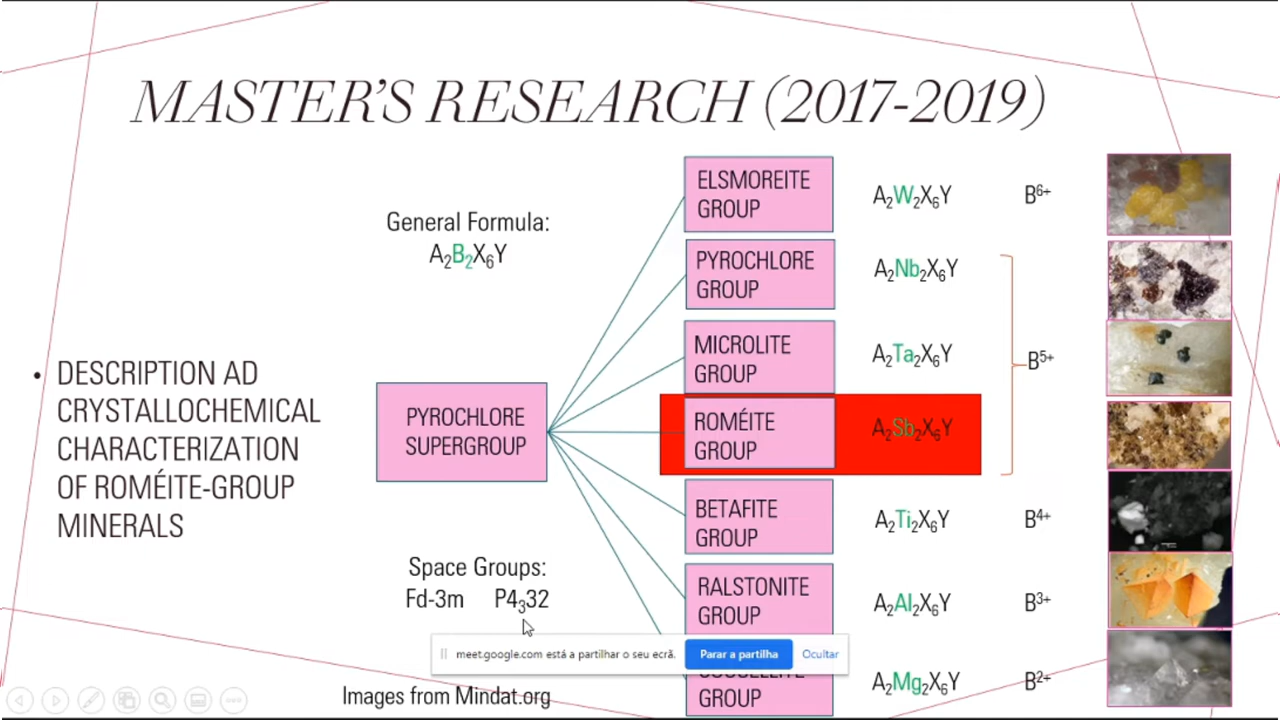 MASTER'S RESEARCH (2017-2019)
General Formula:
A₂B₂X₆Y
• DESCRIPTION AD
CRYSTALLOCHEMICAL
CHARACTERIZATION
OF ROMÉITE-GROUP
MINERALS
PYROCHLORE
SUPERGROUP
Space Groups:
Fd-3m P4₃32
Images from Mindat.org
ELSMOREITE
GROUP
A₂W₂X₆Y
B⁶⁺
PYROCHLORE
GROUP
A₂Nb₂X₆Y
MICROLITE
GROUP
A₂Ta₂X₆Y
B⁵⁺
ROMÉITE
GROUP
A₂Sb₂X₆Y
BETAFITE
GROUP
A₂Ti₂X₆Y
B⁴⁺
RALSTONITE
GROUP
A₂Al₂X₆Y
B³⁺
GROUP
A₂Mg₂X₆Y
B²⁺
meet.google.com está a partilhar o seu ecrã.
Parar a partilha
Ocultar